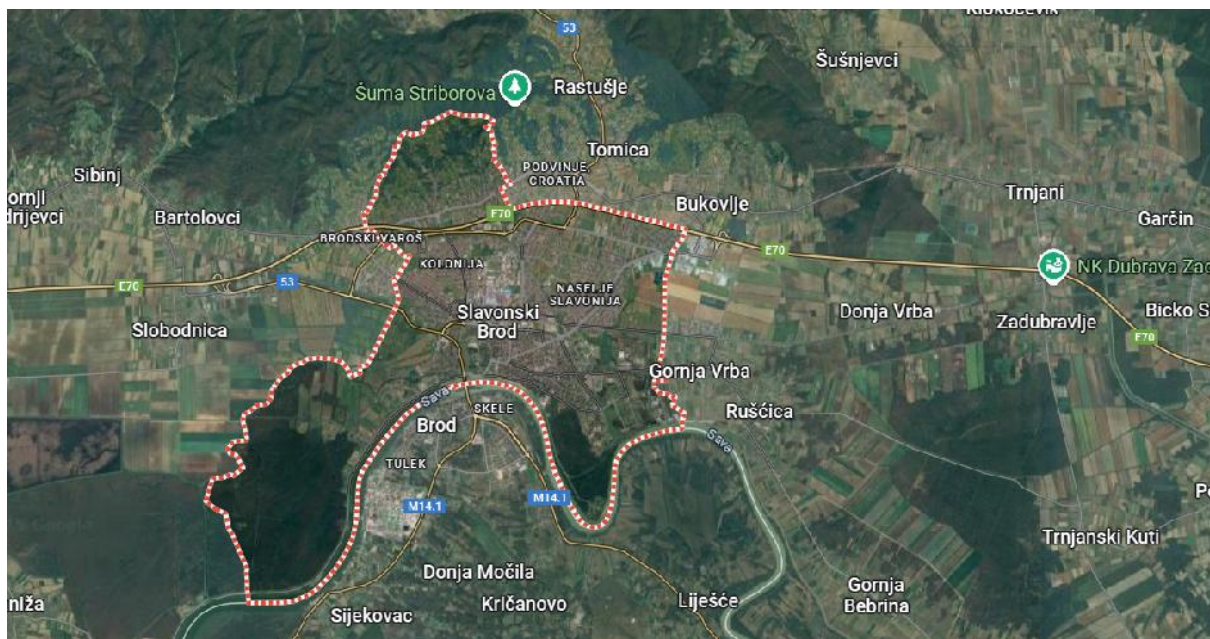 53
Šušnjevci
Šuma Striborova
Rastušje
Tomica
PODVINJE,
CROATIA
Sibinj
Trnjani
Bartolovci
Bukovlje
Garčin
E70
BRODSKI VAROŠ
E70
NK Dubrava Zad
KOLONIJA
E70
53
NASELJE
SLAVONIJA
Slavonski
Brod
Donja Vrba
Zadubravlje
Bicko S
Slobodnica
E70
Gornja Vrba
Sava
SKELE
Ruščica
Brod
Sava
TULEK
M14.1
M14.1
Trnjanski Kuti
Donja Močila
Gornja
Bebrina
Kričanovo
Liješće
Sijekovac